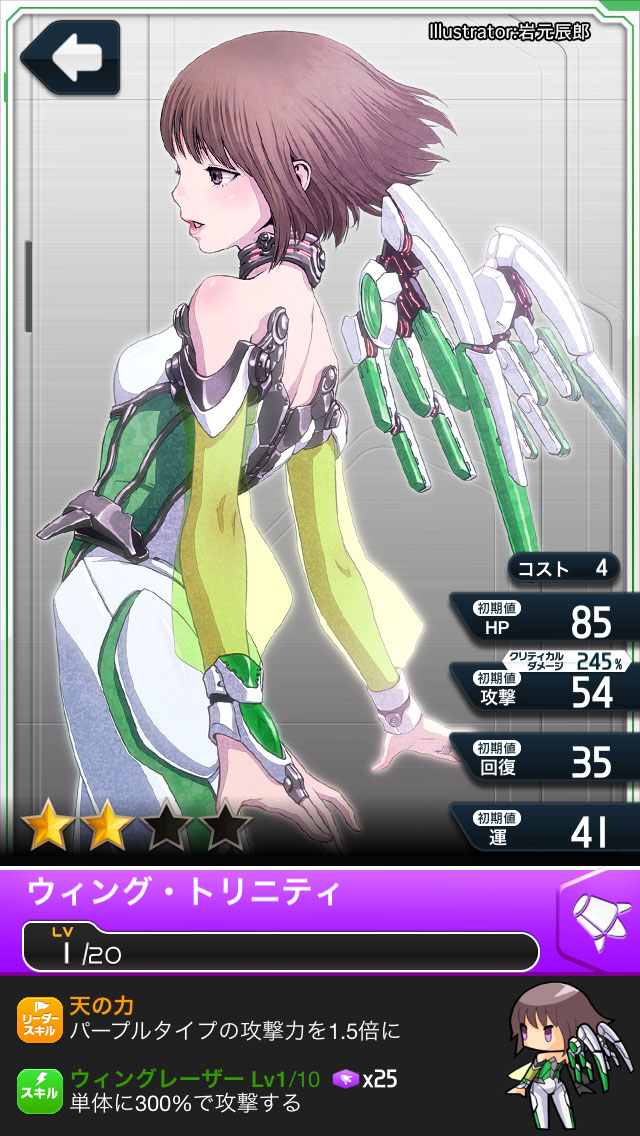 Illustrator:岩元辰郎
コスト 4
初期値
HP 85
クリティカル
ダメージ 245%
初期値
攻撃 54
初期値
回復 35
初期値
運 41
ウィング・トリニティ
LV
1/20
リーダー
スキル
天の力
パープルタイプの攻撃力を1.5倍に
スキル
ウィングレーザー Lv1/10 x25
単体に300%で攻撃する